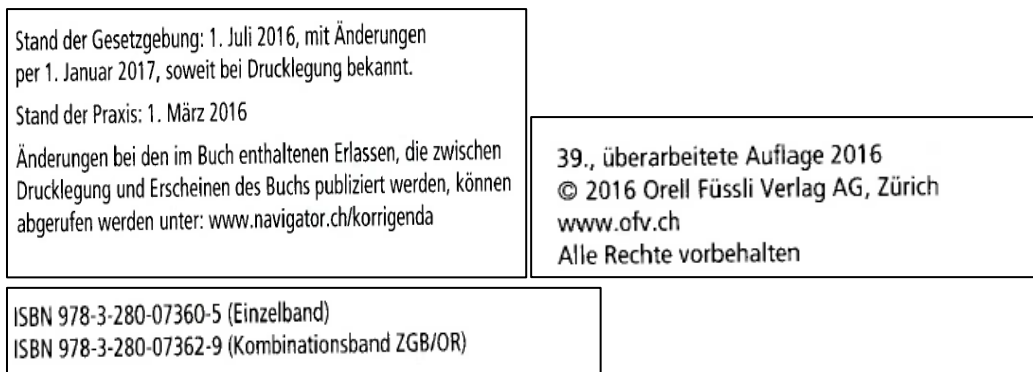 Stand der Gesetzgebung: 1. Juli 2016, mit Änderungen
per 1. Januar 2017, soweit bei Drucklegung bekannt.
Stand der Praxis: 1. März 2016
Änderungen bei den im Buch enthaltenen Erlassen, die zwischen
Drucklegung und Erscheinen des Buchs publiziert werden, können
abgerufen werden unter: www.navigator.ch/korrigenda
39., überarbeitete Auflage 2016
© 2016 Orell Füssli Verlag AG, Zürich
www.ofv.ch
Alle Rechte vorbehalten
ISBN 978-3-280-07360-5 (Einzelband)
ISBN 978-3-280-07362-9 (Kombinationsband ZGB/OR)